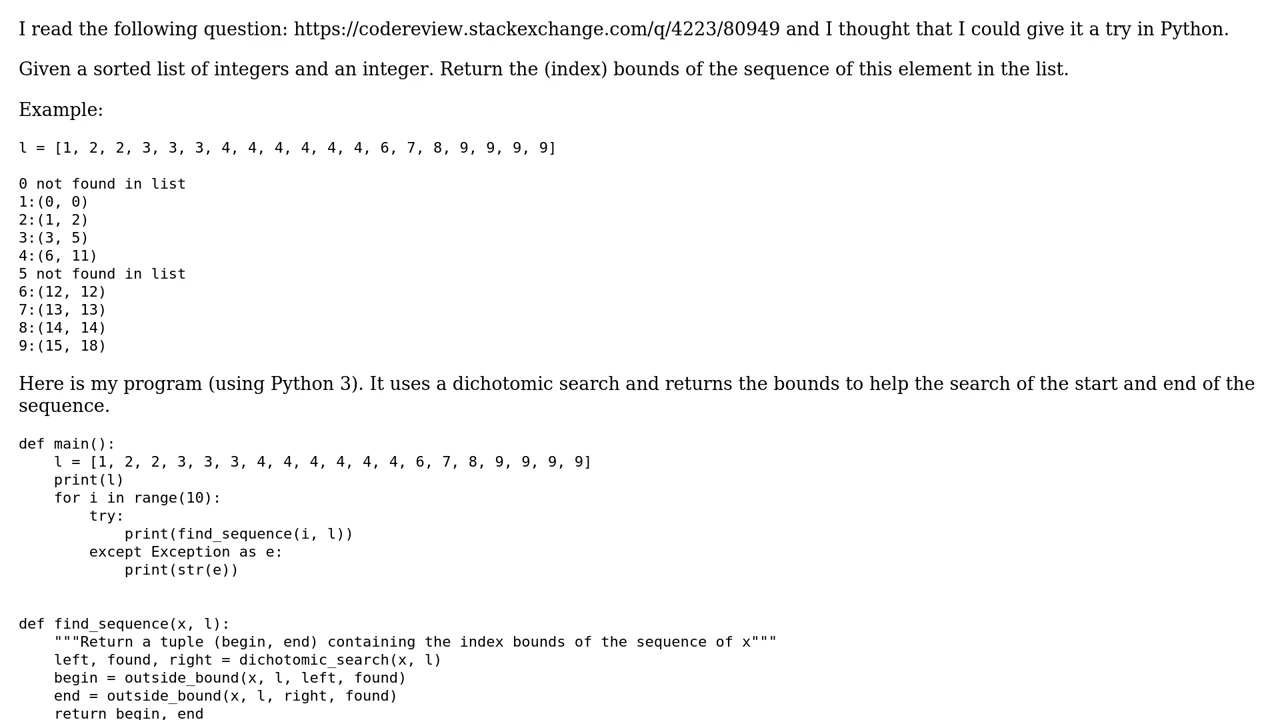 I read the following question: https://codereview.stackexchange.com/q/4223/80949 and I thought that I could give it a try in Python.
Given a sorted list of integers and an integer. Return the (index) bounds of the sequence of this element in the list.
Example:
l = [1, 2, 2, 3, 3, 3, 4, 4, 4, 4, 4, 4, 6, 7, 8, 9, 9, 9, 9]
0 not found in list
1:(0, 0)
2:(1, 2)
3:(3, 5)
4:(6, 11)
5 not found in list
6:(12, 12)
7:(13, 13)
8:(14, 14)
9:(15, 18)
Here is my program (using Python 3). It uses a dichotomic search and returns the bounds to help the search of the start and end of the
sequence.
def main():
    l = [1, 2, 2, 3, 3, 3, 4, 4, 4, 4, 4, 4, 6, 7, 8, 9, 9, 9, 9]
    print(l)
    for i in range(10):
        try:
            print(find_sequence(i, l))
        except Exception as e:
            print(str(e))
def find_sequence(x, l):
    """Return a tuple (begin, end) containing the index bounds of the sequence of x"""
    left, found, right = dichotomic_search(x, l)
    begin = outside_bound(x, l, left, found)
    end = outside_bound(x, l, right, found)
    return begin, end